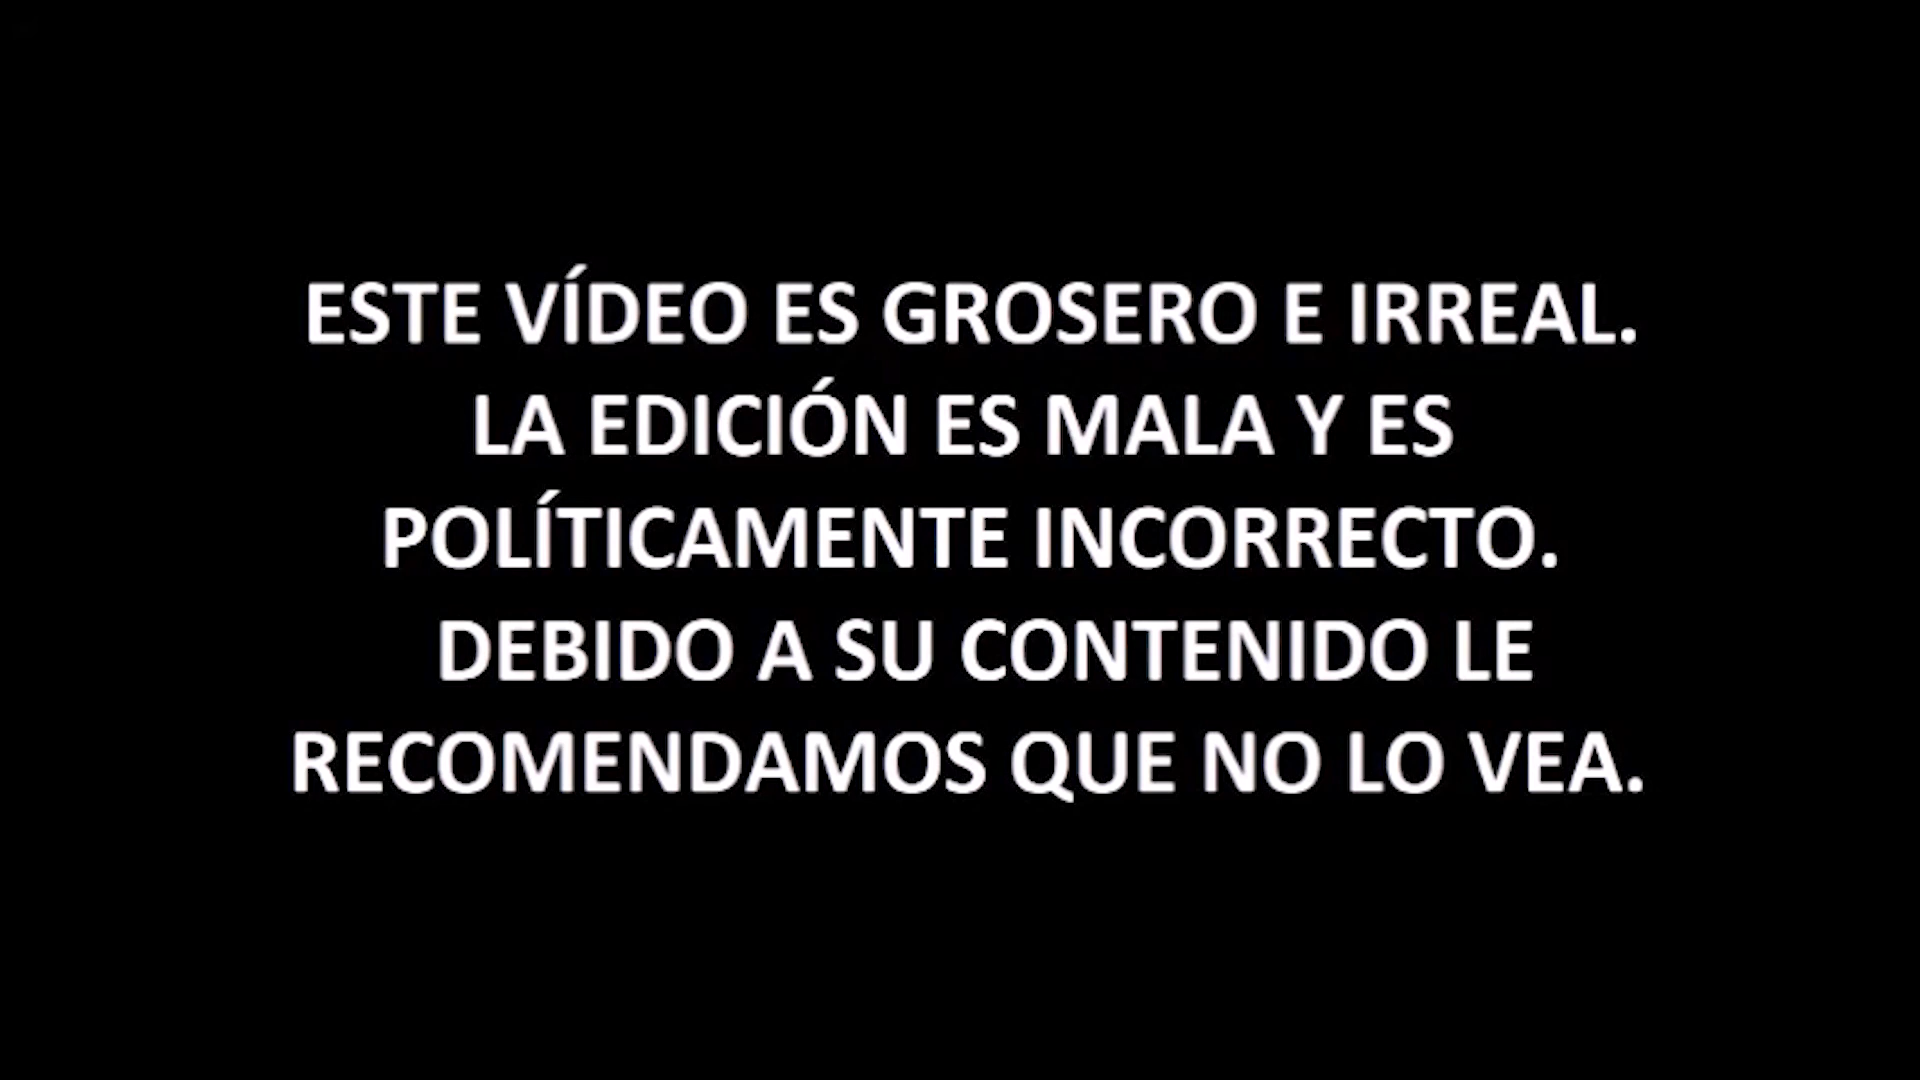 ESTE VÍDEO ES GROSERO E IRREAL.
LA EDICIÓN ES MALA Y ES
POLÍTICAMENTE INCORRECTO.
DEBIDO A SU CONTENIDO LE
RECOMENDAMOS QUE NO LO VEA.